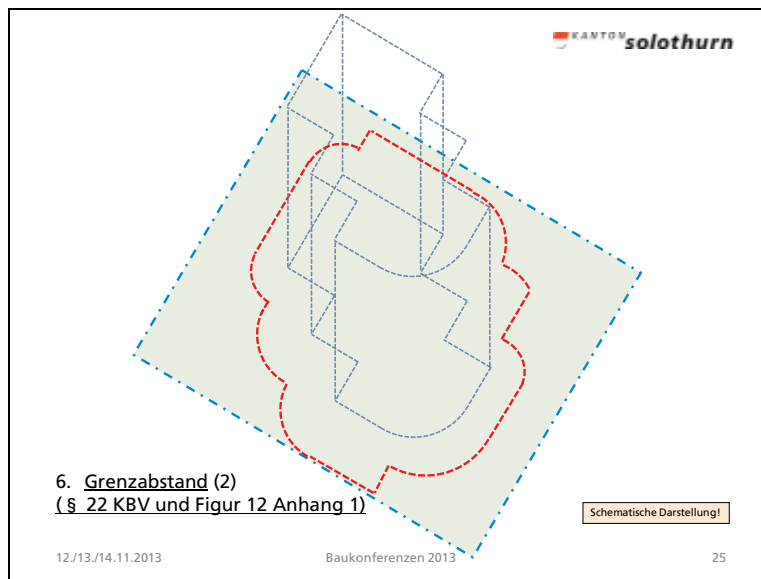 KANTON solothurn
6. Grenzabstand (2)
( § 22 KBV und Figur 12 Anhang 1)
Schematische Darstellung!
12./13./14.11.2013
Baukonferenzen 2013
25